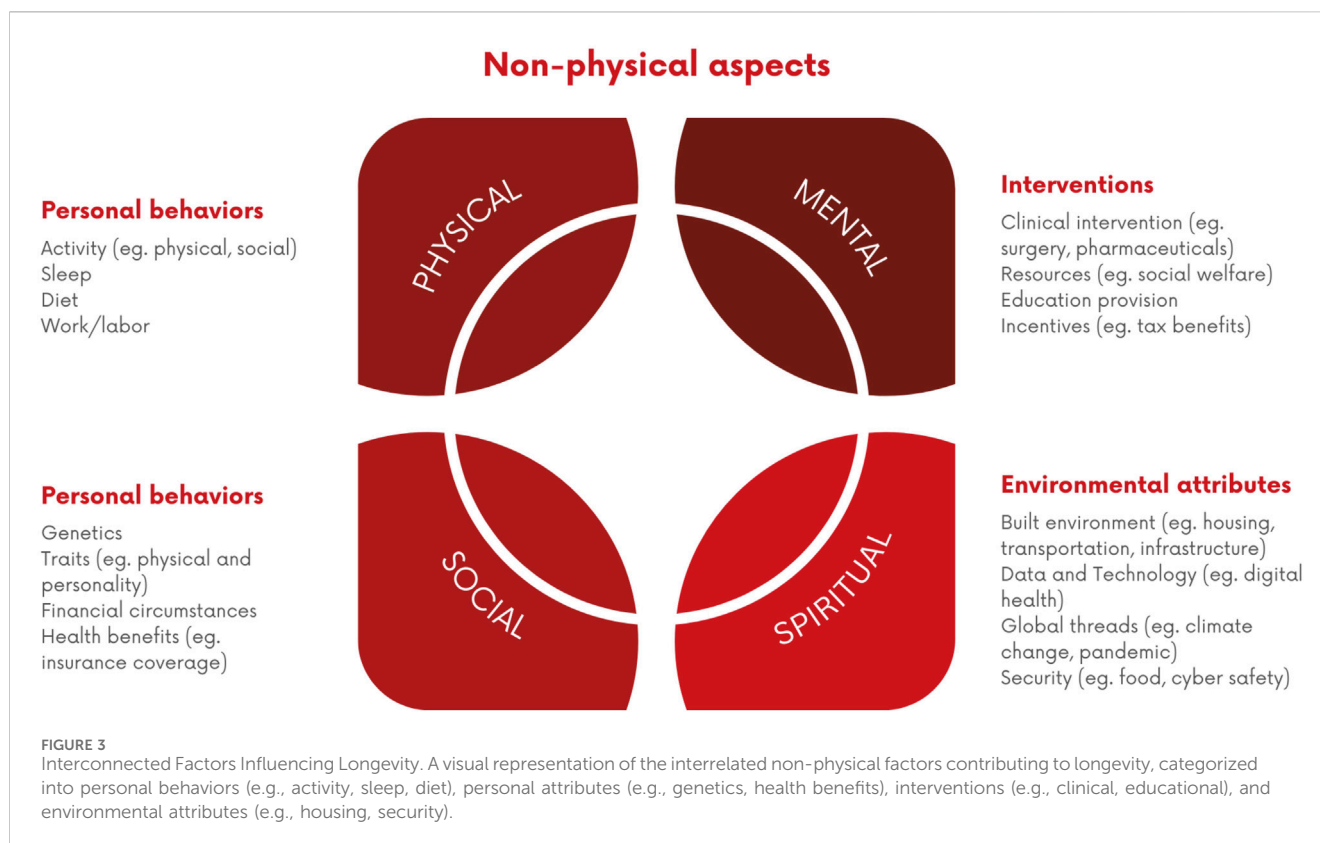 Non-physical aspects
PHYSICAL
MENTAL
Personal behaviors
Activity (eg. physical, social)
Sleep
Diet
Work/labor
Interventions
Clinical intervention (eg.
surgery, pharmaceuticals)
Resources (eg. social welfare)
Education provision
Incentives (eg. tax benefits)
Personal behaviors
Genetics
Traits (eg. physical and
personality)
Financial circumstances
Health benefits (eg.
insurance coverage)
SOCIAL
SPIRITUAL
Environmental attributes
Built environment (eg. housing,
transportation, infrastructure)
Data and Technology (eg. digital
health)
Global threads (eg. climate
change, pandemic)
Security (eg. food, cyber safety)
FIGURE 3
Interconnected Factors Influencing Longevity. A visual representation of the interrelated non-physical factors contributing to longevity, categorized
into personal behaviors (e.g., activity, sleep, diet), personal attributes (e.g., genetics, health benefits), interventions (e.g., clinical, educational), and
environmental attributes (e.g., housing, security).